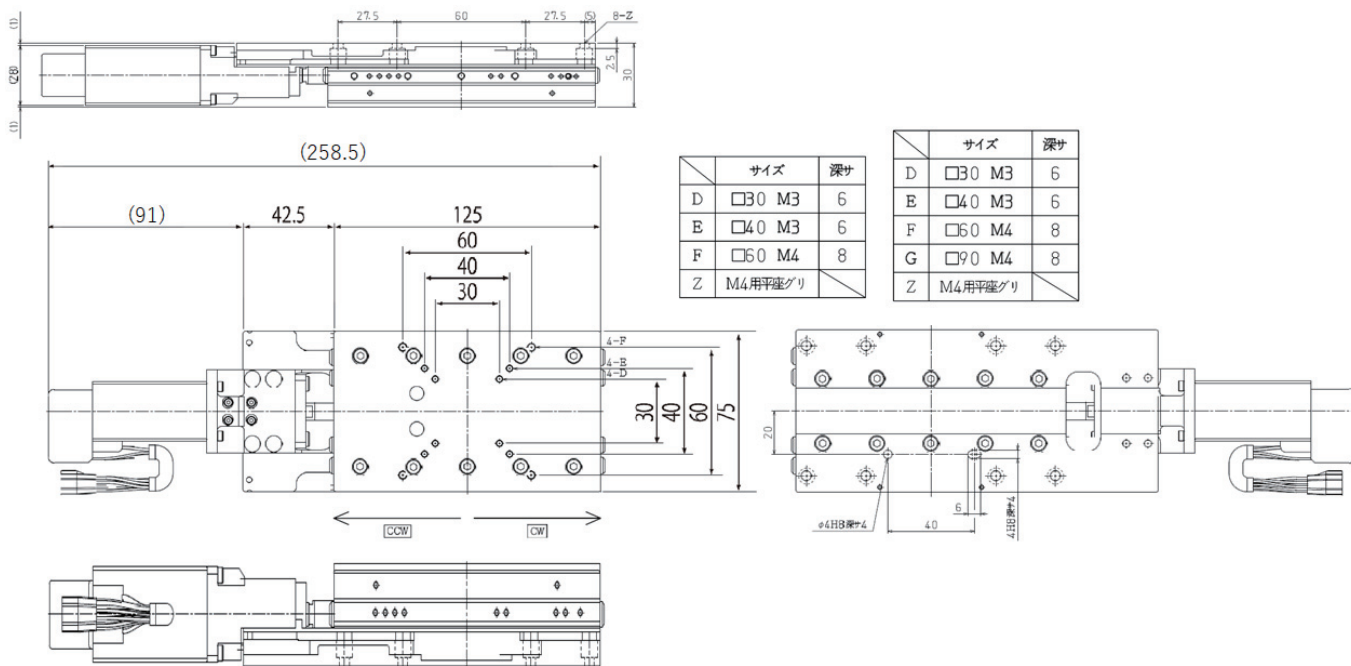 27.5 60 27.5 (5) 8-Z
(1)
(28)
(1)
2.5
30
(258.5)
(91) 42.5 125
60
40
30
4-F
4-E
4-D
30 40 60 75
CCW CW
サイズ 深サ
D □30 M3 6
E □40 M3 6
F □60 M4 8
Z M4用平座グリ
サイズ 深サ
D □30 M3 6
E □40 M3 6
F □60 M4 8
G □90 M4 8
Z M4用平座グリ
20
6
φ4H8深サ4
40
4H8深サ4